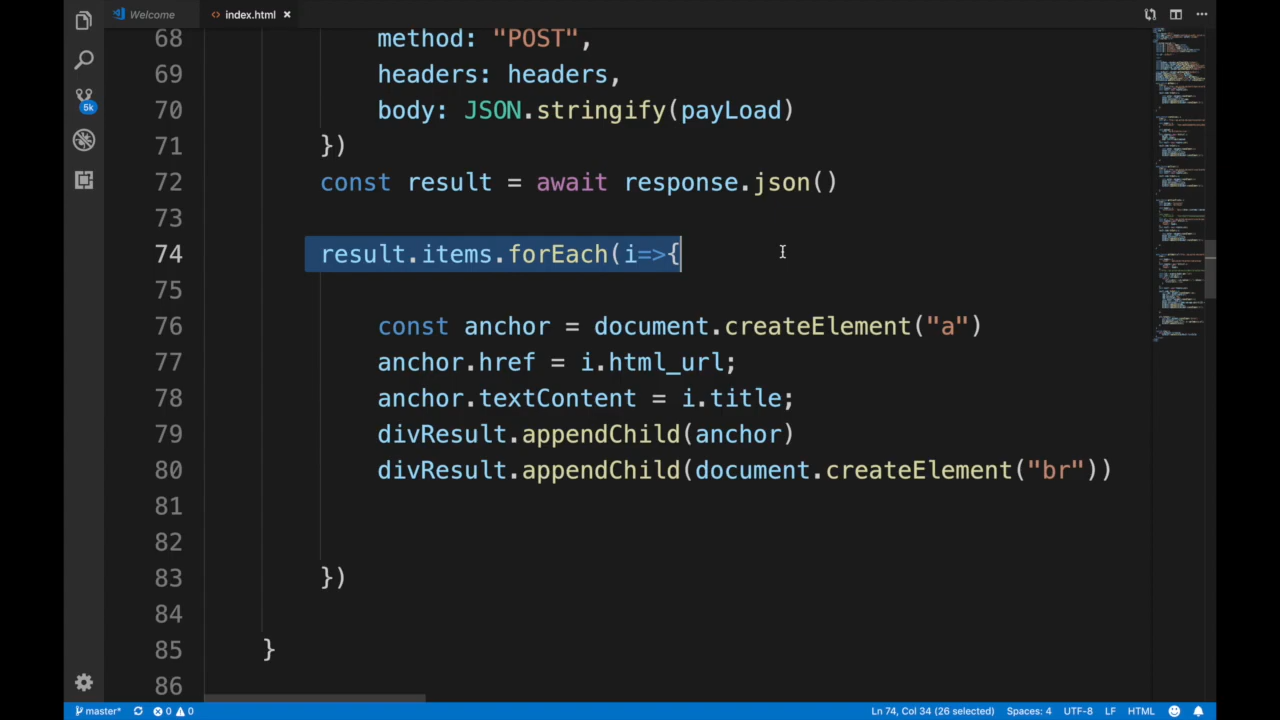 Welcome
index.html
5k
68 method: "POST",
69 headers: headers,
70 body: JSON.stringify(payLoad)
71 })
72 const result = await response.json()
73
74 result.items.forEach(i=>{
75
76 const anchor = document.createElement("a")
77 anchor.href = i.html_url;
78 anchor.textContent = i.title;
79 divResult.appendChild(anchor)
80 divResult.appendChild(document.createElement("br"))
81
82
83 })
84
85 }
86
master* 0 0 Ln 74, Col 34 (26 selected) Spaces: 4 UTF-8 LF HTML